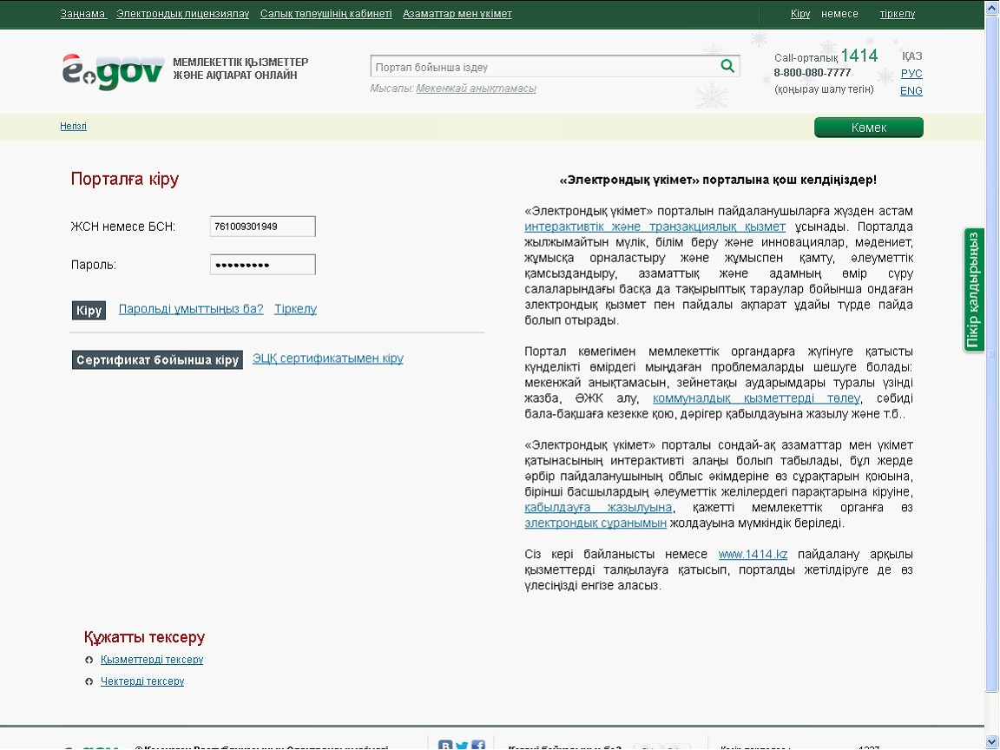 Заңнама Электрондық лицензиялау Салық төлеушінің кабинеті Азаматтар мен үкімет Кіру немесе тіркелу
e.gov МЕМЛЕКЕТТІК ҚЫЗМЕТТЕР
ЖӘНЕ АҚПАРАТ ОНЛАЙН
Портал бойынша іздеу
Мысалы: Мекенжай анықтамасы
Call-орталық 1414
8-800-080-7777
(қоңырау шалу тегін)
ҚАЗ
РУС
ENG
Негізгі
Көмек
Порталға кіру
ЖСН немесе БСН: 761009301949
Пароль: •••••••••
Кіру Парольді ұмыттыңыз ба? Тіркелу
Сертификат бойынша кіру ЭЦҚ сертификатымен кіру
«Электрондық үкімет» порталына қош келдіңіздер!
«Электрондық үкімет» порталын пайдаланушыларға жүзден астам
интерактивтік және транзакциялық қызмет ұсынады. Порталда
жылжымайтын мүлік, білім беру және инновациялар, мәдениет,
жұмысқа орналастыру және жұмыспен қамту, әлеуметтік
қамсыздандыру, азаматтық және адамның өмір сүру
салаларындағы басқа да тақырыптық тараулар бойынша ондаған
электрондық қызмет пен пайдалы ақпарат ұдайы түрде пайда
болып отырады.
Портал көмегімен мемлекеттік органдарға жүгінуге қатысты
күнделікті өмірдегі мыңдаған проблемаларды шешуге болады:
мекенжай анықтамасын, зейнетақы аударымдары туралы үзінді
жазба, ӘЖК алу, коммуналдық қызметтерді төлеу, сәбиді
бала-бақшаға кезекке қою, дәрігер қабылдауына жазылу және т.б..
«Электрондық үкімет» порталы сондай-ақ азаматтар мен үкімет
қатынасының интерактивті алаңы болып табылады, бұл жерде
әрбір пайдаланушының облыс әкімдеріне өз сұрақтарын қоюына,
бірінші басшылардың әлеуметтік желілердегі парақтарына кіруіне,
қабылдауға жазылуына, қажетті мемлекеттік органға өз
электрондық сұранымын жолдауына мүмкіндік беріледі.
Сіз кері байланысты немесе www.1414.kz пайдалану арқылы
қызметтерді талқылауға қатысып, порталды жетілдіруге де өз
үлесіңізді енгізе аласыз.
Пікір қалдырыңыз
Құжатты тексеру
Қызметтерді тексеру
Чектерді тексеру